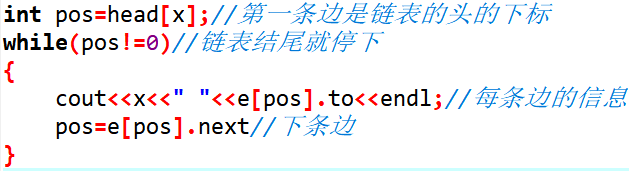 int pos=head[x];//第一条边是链表的头的下标
while(pos!=0)//链表结尾就停下
{
    cout<<x<<" "<<e[pos].to<<endl;//每条边的信息
    pos=e[pos].next//下条边
}